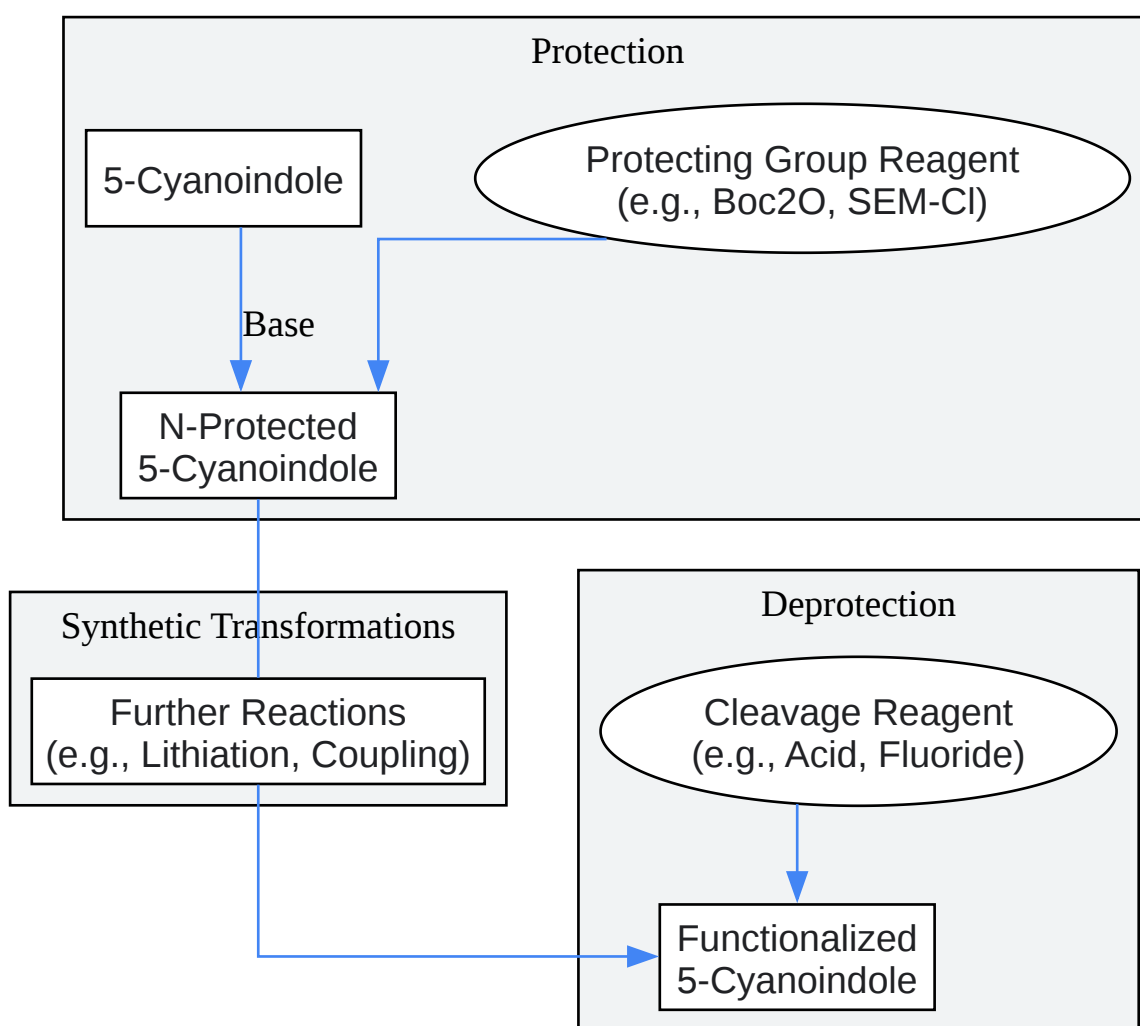 Protection
5-Cyanoindole
Protecting Group Reagent
(e.g., Boc2O, SEM-Cl)
Base
N-Protected
5-Cyanoindole
Synthetic Transformations
Further Reactions
(e.g., Lithiation, Coupling)
Deprotection
Cleavage Reagent
(e.g., Acid, Fluoride)
Functionalized
5-Cyanoindole